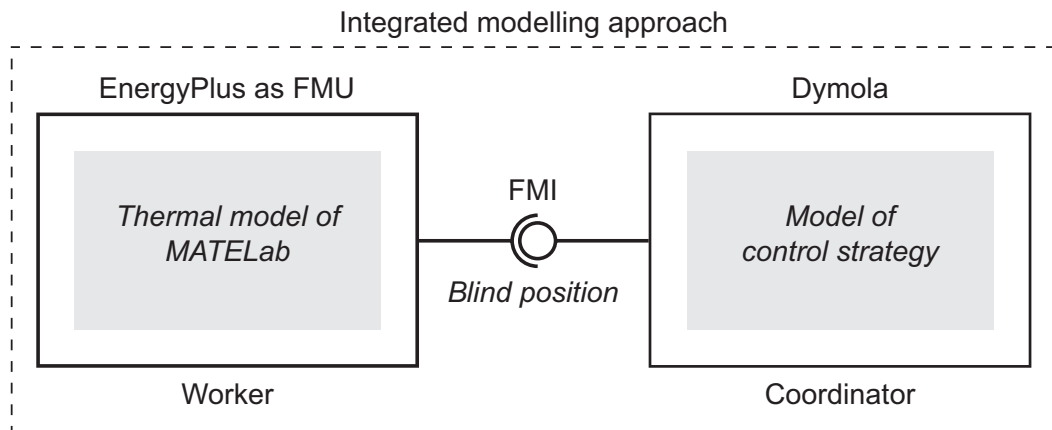 Integrated modelling approach
EnergyPlus as FMU
Dymola
Thermal model of
MATELab
FMI
Blind position
Model of
control strategy
Worker
Coordinator